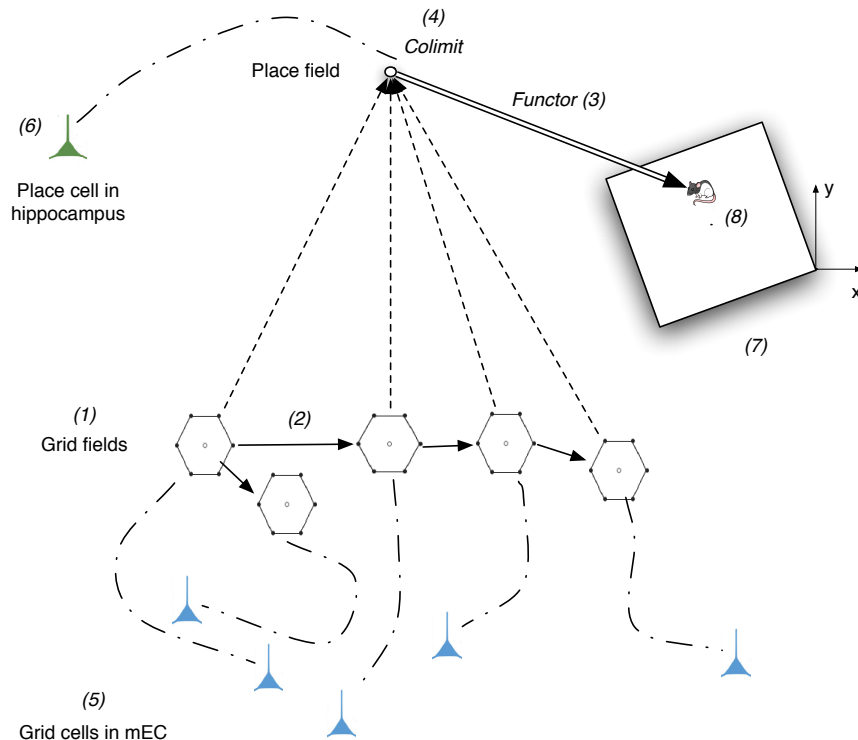 (4)
Colimit
Place field
Functor (3)
(6)
Place cell in
hippocampus
y
(8)
x
(7)
(1)
Grid fields
(2)
(5)
Grid cells in mEC